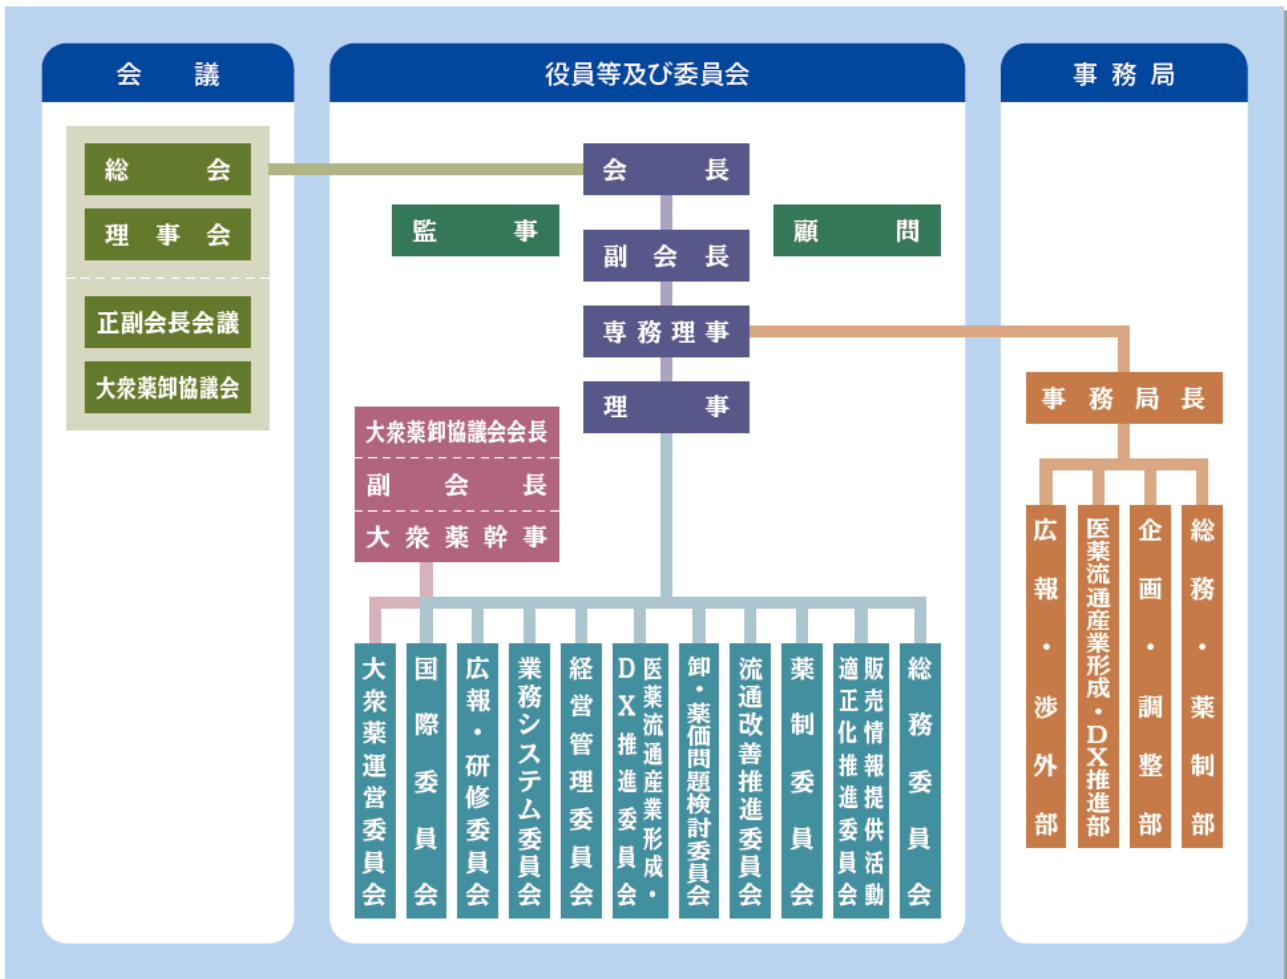 会議
総会
理事会
正副会長会議
大衆薬卸協議会
役員等及び委員会
会長
監事
顧問
副会長
専務理事
理事
大衆薬卸協議会会長
副会長
大衆薬幹事
大衆薬運営委員会
国際委員会
広報・研修委員会
業務システム委員会
経営管理委員会
医薬流通産業形成・
DX推進委員会
卸・薬価問題検討委員会
流通改善推進委員会
薬制委員会
販売情報提供活動
適正化推進委員会
総務委員会
事務局
事務局長
広報・渉外部
医薬流通産業形成・DX推進部
企画・調整部
総務・薬制部